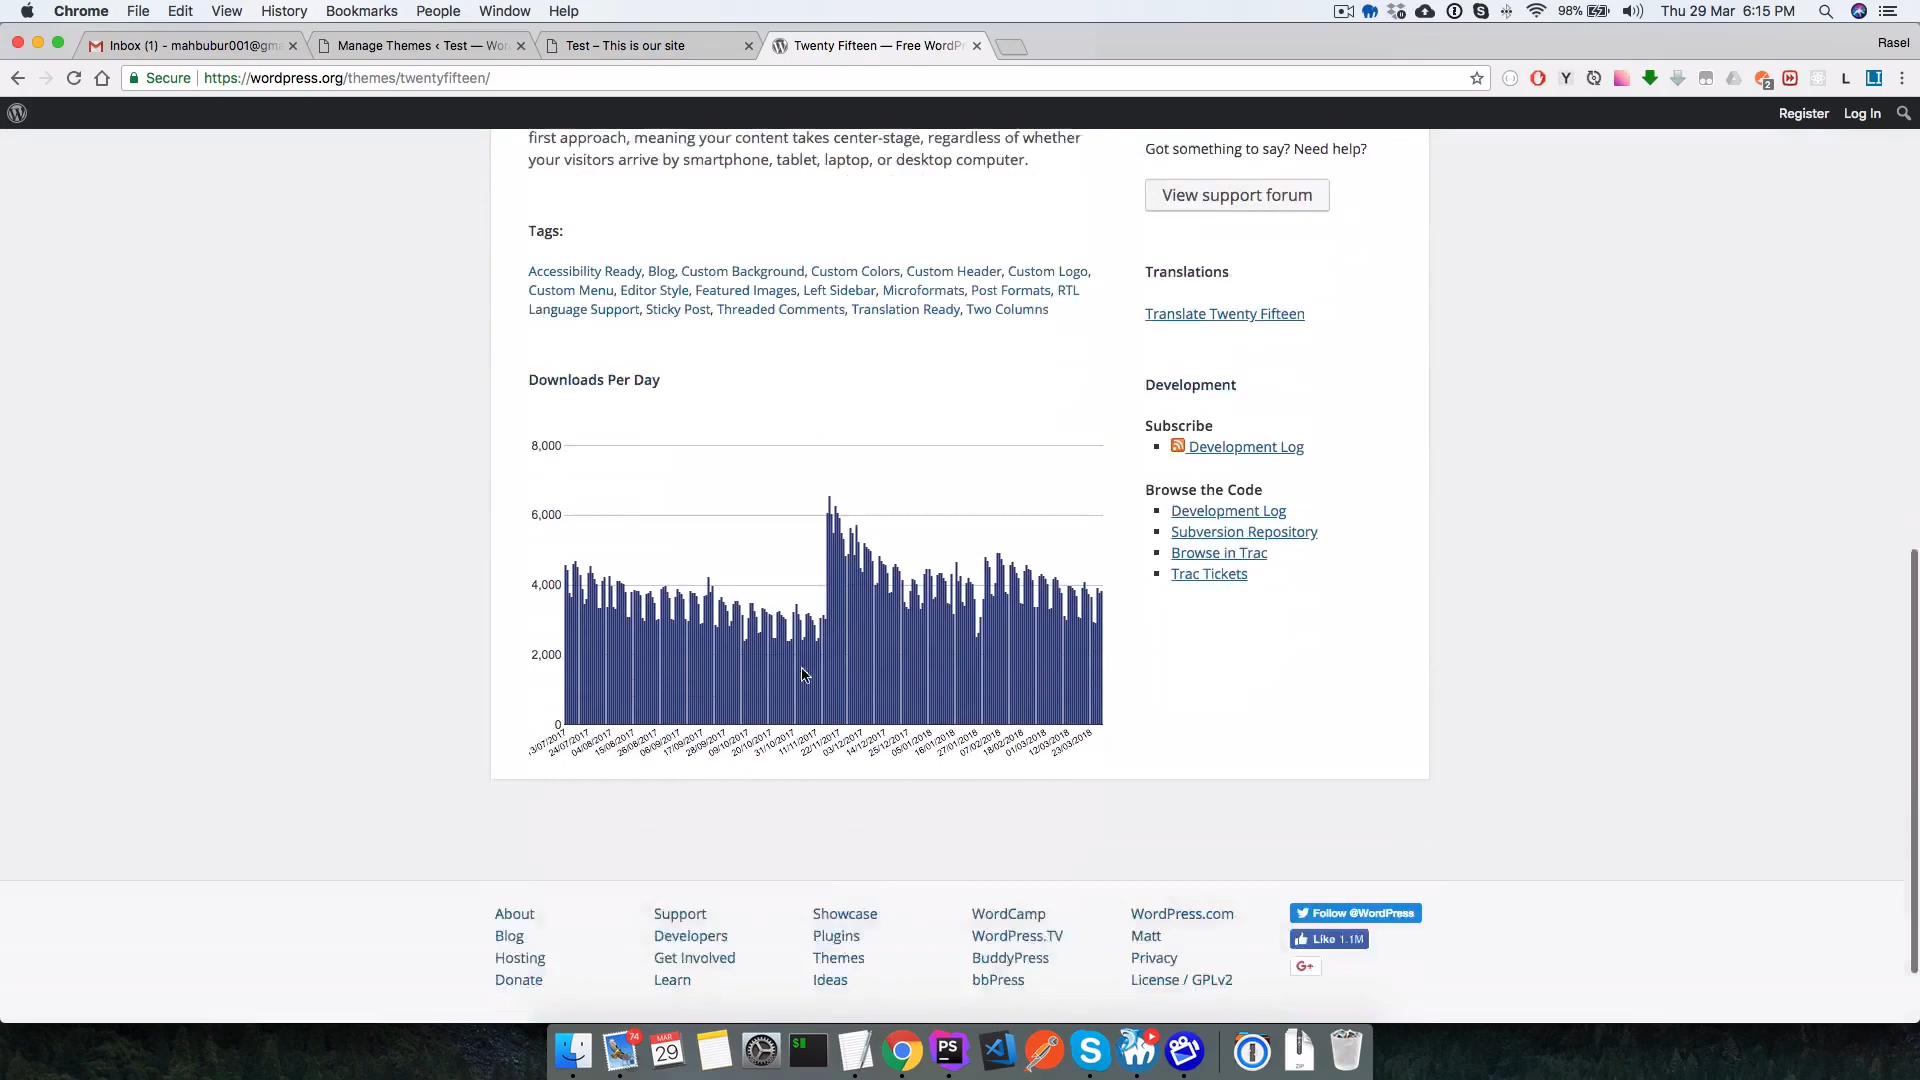 Chrome File Edit View History Bookmarks People Window Help 98% Thu 29 Mar 6:15 PM
Inbox (1) - mahbubur001@gm Manage Themes ‹ Test — Wor Test – This is our site Twenty Fifteen — Free WordPr Rasel
Secure https://wordpress.org/themes/twentyfifteen/
Register Log In
first approach, meaning your content takes center-stage, regardless of whether
your visitors arrive by smartphone, tablet, laptop, or desktop computer.
Tags:
Accessibility Ready, Blog, Custom Background, Custom Colors, Custom Header, Custom Logo,
Custom Menu, Editor Style, Featured Images, Left Sidebar, Microformats, Post Formats, RTL
Language Support, Sticky Post, Threaded Comments, Translation Ready, Two Columns
Downloads Per Day
8,000
6,000
4,000
2,000
0
3/07/2017 24/07/2017 04/08/2017 15/08/2017 26/08/2017 06/09/2017 17/09/2017 28/09/2017 09/10/2017 20/10/2017 31/10/2017 11/11/2017 22/11/2017 03/12/2017 14/12/2017 25/12/2017 05/01/2018 16/01/2018 27/01/2018 07/02/2018 18/02/2018 01/03/2018 12/03/2018 23/03/2018
Got something to say? Need help?
View support forum
Translations
Translate Twenty Fifteen
Development
Subscribe
Development Log
Browse the Code
Development Log
Subversion Repository
Browse in Trac
Trac Tickets
About Support Showcase WordCamp WordPress.com Follow @WordPress
Blog Developers Plugins WordPress.TV Matt Like 1.1M
Hosting Get Involved Themes BuddyPress Privacy G+
Donate Learn Ideas bbPress License / GPLv2
74 MAR 29 $ PS S ZIP